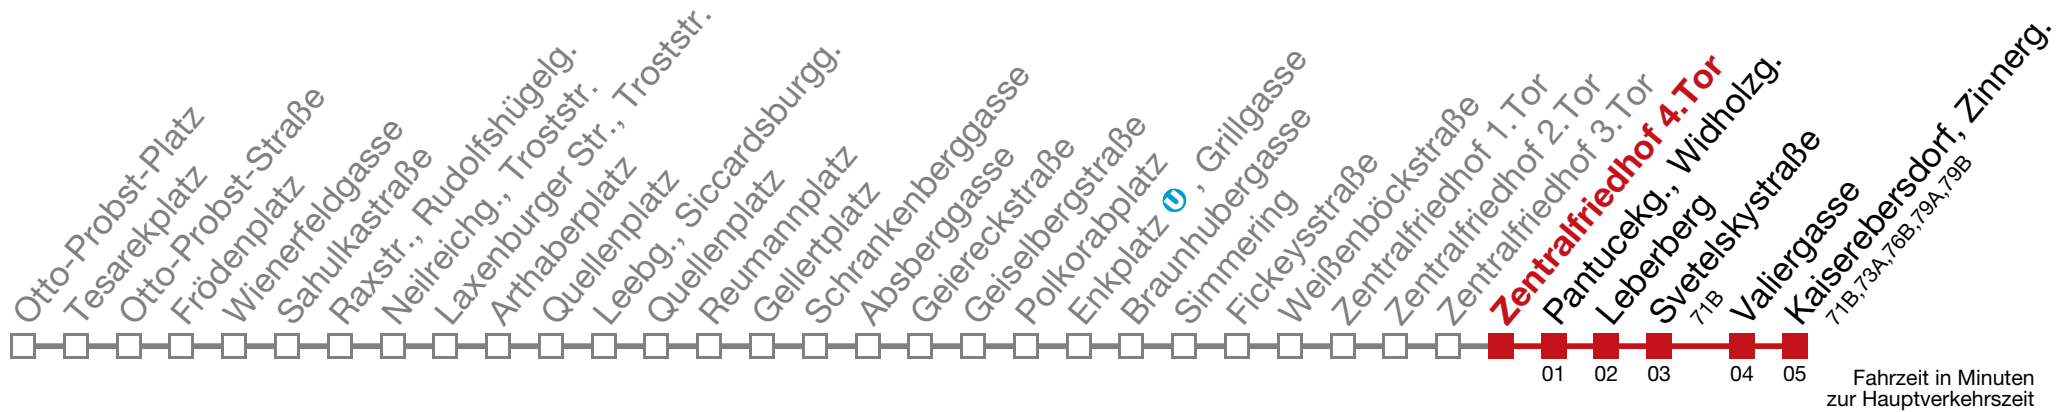 Otto-Probst-Platz
Tesarekplatz
Otto-Probst-Straße
Frödenplatz
Wienerfeldgasse
Sahulkastraße
Raxstr., Rudolfshügelg.
Neilreichg., Troststr.
Laxenburger Str., Troststr.
Arthaberplatz
Quellenplatz
Leebg., Siccardsburgg.
Quellenplatz
Reumannplatz
Gellertplatz
Schrankenberggasse
Absberggasse
Geiereckstraße
Geiselbergstraße
Polkorabplatz
Enkplatz U, Grillgasse
Braunhubergasse
Simmering
Fickeysstraße
Weißenböckstraße
Zentralfriedhof 1.Tor
Zentralfriedhof 2.Tor
Zentralfriedhof 3.Tor
Zentralfriedhof 4.Tor
Pantucekg., Widholzg.
Leberberg
Svetelskystraße
71B
Valiergasse
Kaiserebersdorf, Zinnerg.
71B,73A,76B,79A,79B
01 02 03 04 05
Fahrzeit in Minuten
zur Hauptverkehrszeit